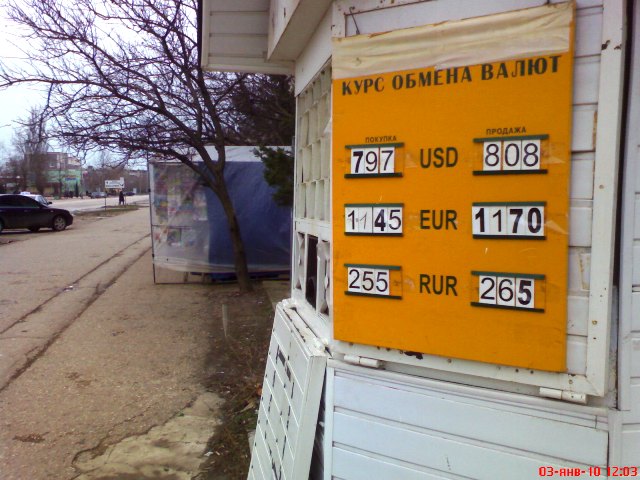 КУРС ОБМЕНА ВАЛЮТ
ПОКУПКА ПРОДАЖА
797 USD 808
1145 EUR 1170
255 RUR 265
03-янв-10 12:03